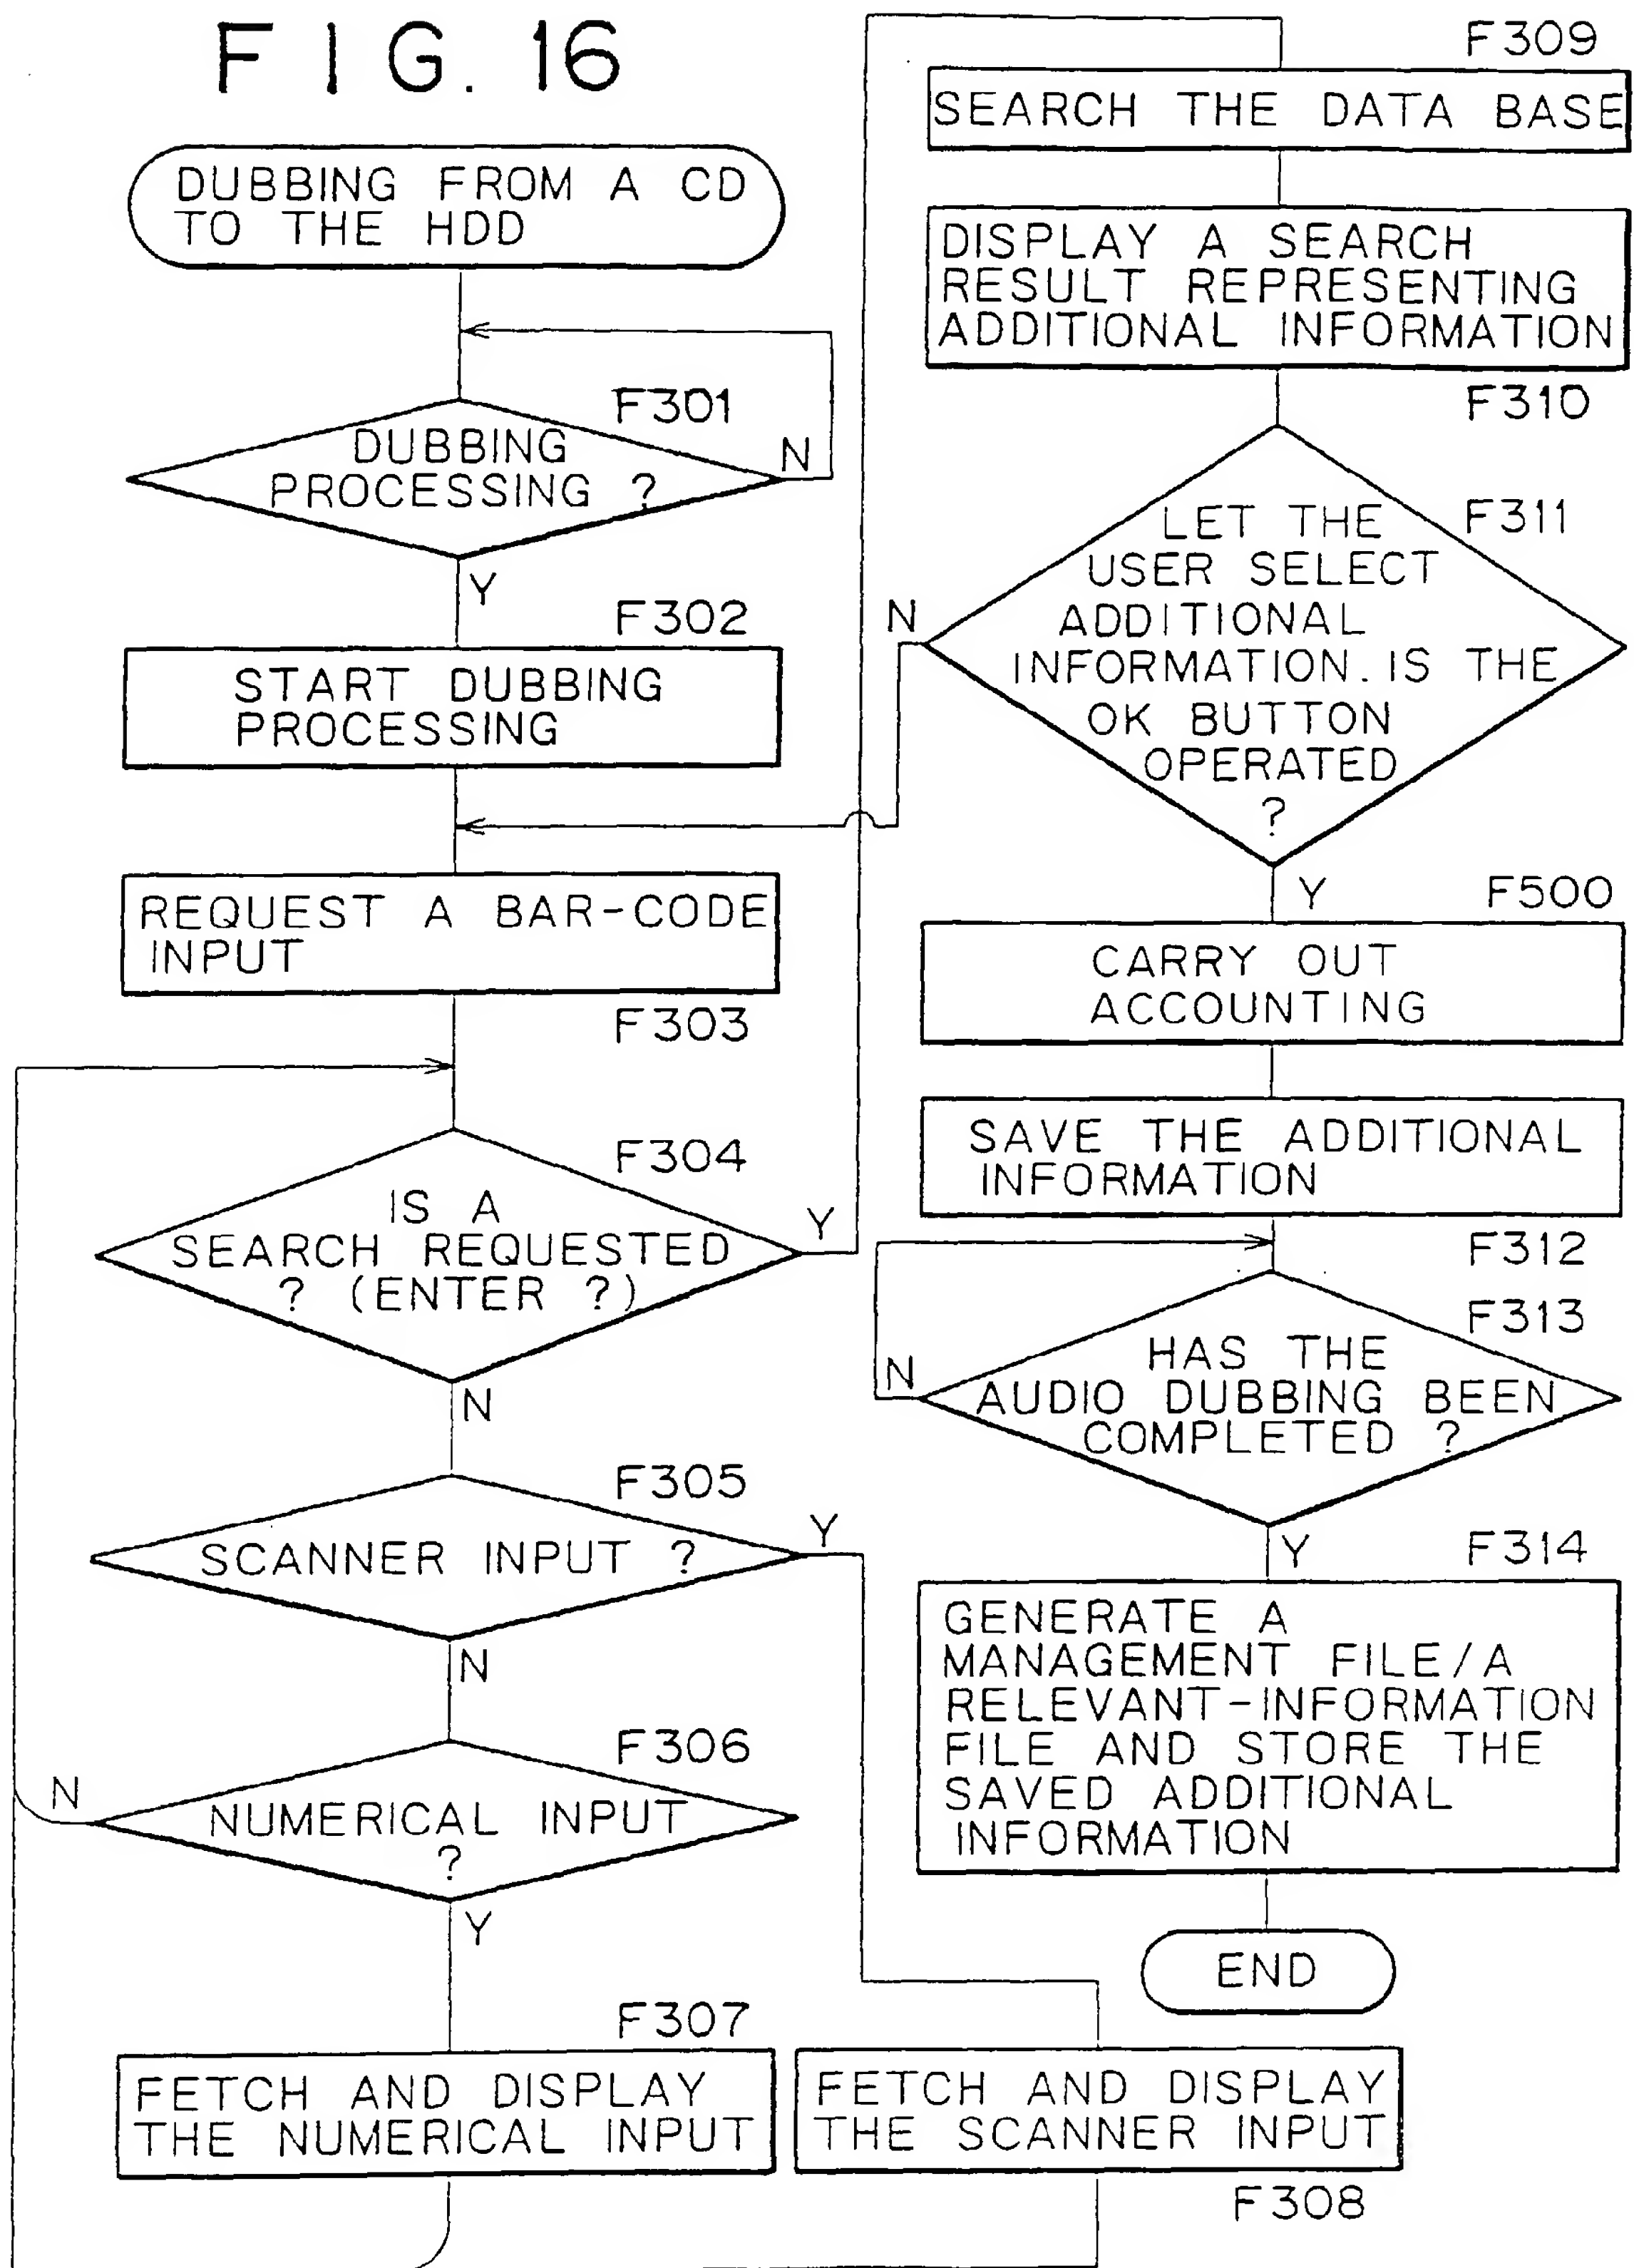 FIG. 16
DUBBING FROM A CD
TO THE HDD
F301
DUBBING
PROCESSING ?
N
Y
F302
START DUBBING
PROCESSING
REQUEST A BAR-CODE
INPUT
F303
F304
IS A
SEARCH REQUESTED
? (ENTER ?)
Y
N
F305
SCANNER INPUT ?
Y
N
F306
NUMERICAL INPUT
?
N
Y
F307
FETCH AND DISPLAY
THE NUMERICAL INPUT
FETCH AND DISPLAY
THE SCANNER INPUT
F308
F309
SEARCH THE DATA BASE
DISPLAY A SEARCH
RESULT REPRESENTING
ADDITIONAL INFORMATION
F310
F311
LET THE
USER SELECT
ADDITIONAL
INFORMATION. IS THE
OK BUTTON
OPERATED
?
N
Y
F500
CARRY OUT
ACCOUNTING
SAVE THE ADDITIONAL
INFORMATION
F312
F313
HAS THE
AUDIO DUBBING BEEN
COMPLETED ?
N
Y
F314
GENERATE A
MANAGEMENT FILE/A
RELEVANT-INFORMATION
FILE AND STORE THE
SAVED ADDITIONAL
INFORMATION
END